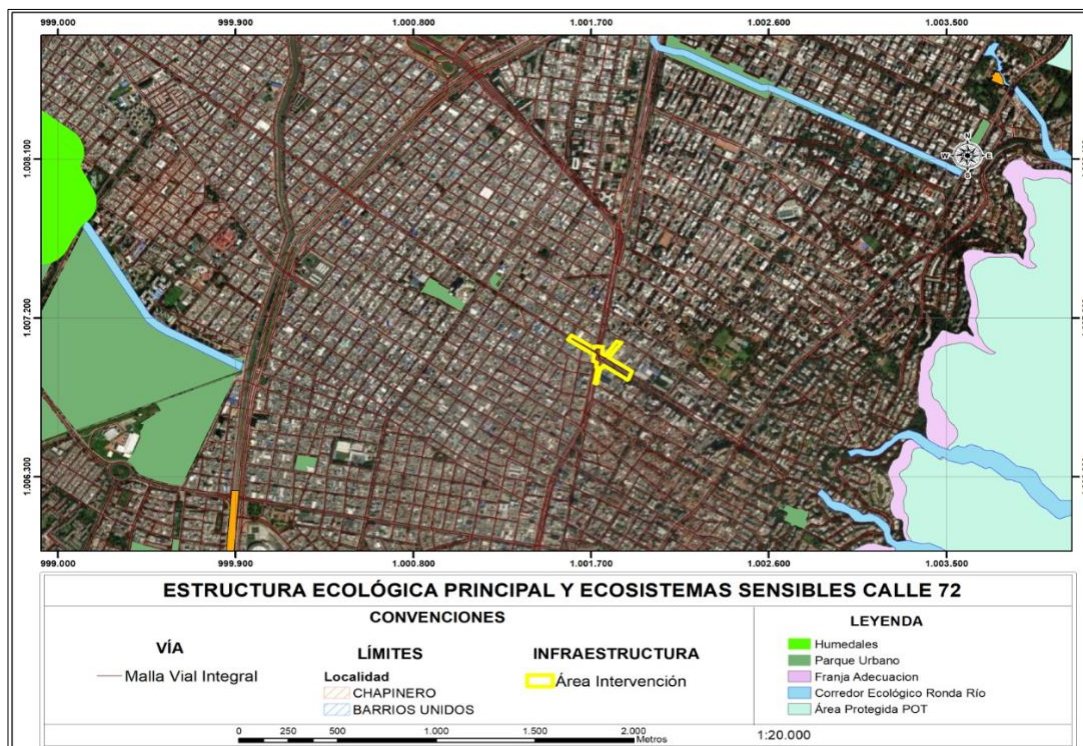 999.000 999.900 1.000.800 1.001.700 1.002.600 1.003.500
1.008.100
1.007.200
1.006.300
N
W E
S
999.000 999.900 1.000.800 1.001.700 1.002.600 1.003.500
ESTRUCTURA ECOLÓGICA PRINCIPAL Y ECOSISTEMAS SENSIBLES CALLE 72
CONVENCIONES
VÍA
Malla Vial Integral
LÍMITES
Localidad
CHAPINERO
BARRIOS UNIDOS
INFRAESTRUCTURA
Área Intervención
LEYENDA
Humedales
Parque Urbano
Franja Adecuacion
Corredor Ecológico Ronda Río
Área Protegida POT
0 250 500 1.000 1.500 2.000
Metros
1:20.000